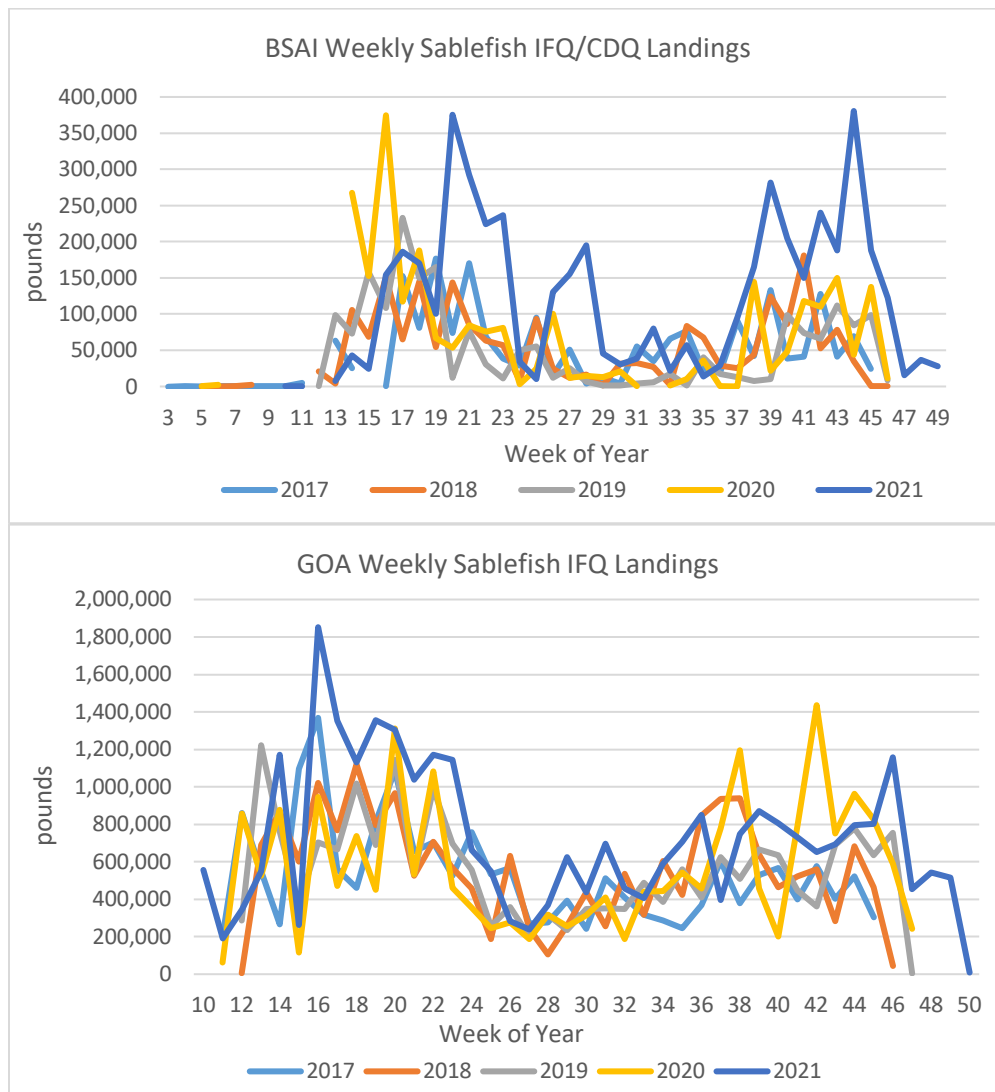 BSAI Weekly Sablefish IFQ/CDQ Landings
400,000
350,000
300,000
250,000
200,000
150,000
100,000
50,000
0
pounds
3 5 7 9 11 13 15 17 19 21 23 25 27 29 31 33 35 37 39 41 43 45 47 49
Week of Year
2017 2018 2019 2020 2021
GOA Weekly Sablefish IFQ Landings
2,000,000
1,800,000
1,600,000
1,400,000
1,200,000
1,000,000
800,000
600,000
400,000
200,000
0
pounds
10 12 14 16 18 20 22 24 26 28 30 32 34 36 38 40 42 44 46 48 50
Week of Year
2017 2018 2019 2020 2021